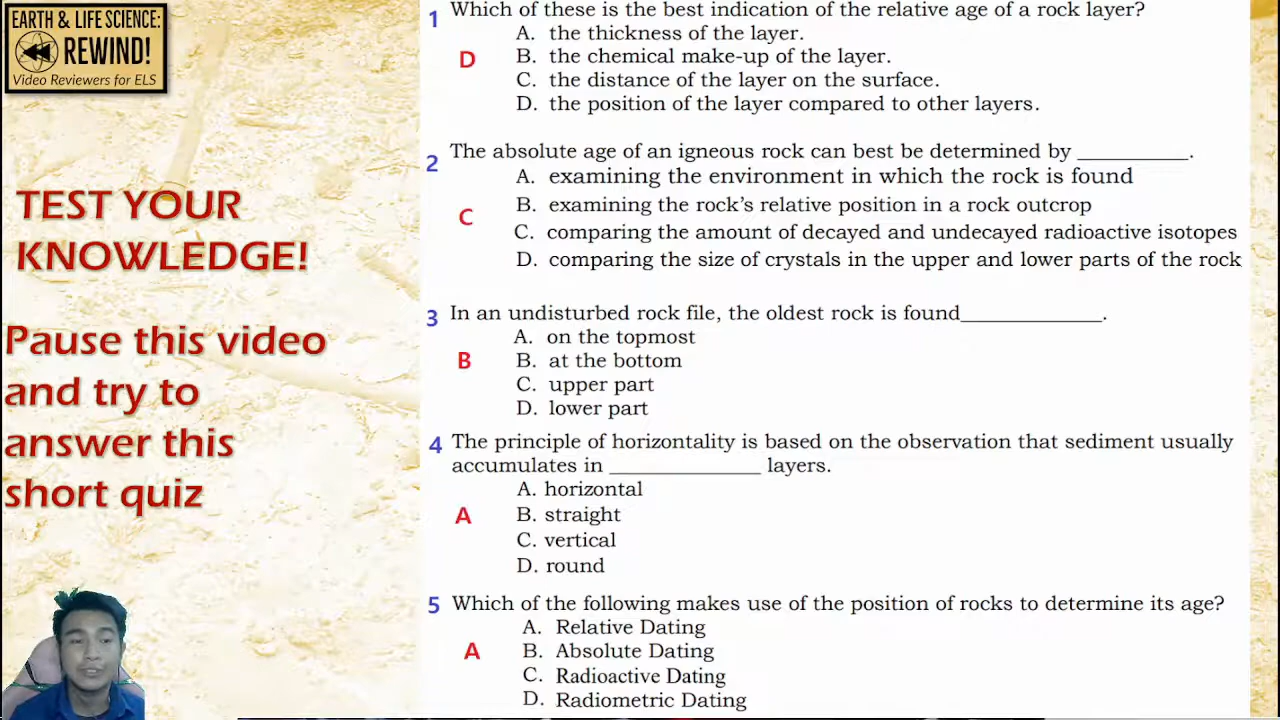 EARTH & LIFE SCIENCE:
REWIND!
Video Reviewers for ELS
TEST YOUR
KNOWLEDGE!
Pause this video
and try to
answer this
short quiz
1 Which of these is the best indication of the relative age of a rock layer?
A. the thickness of the layer.
D B. the chemical make-up of the layer.
C. the distance of the layer on the surface.
D. the position of the layer compared to other layers.
2 The absolute age of an igneous rock can best be determined by __________.
A. examining the environment in which the rock is found
B. examining the rock's relative position in a rock outcrop
C
C. comparing the amount of decayed and undecayed radioactive isotopes
D. comparing the size of crystals in the upper and lower parts of the rock
3 In an undisturbed rock file, the oldest rock is found_____________.
A. on the topmost
B B. at the bottom
C. upper part
D. lower part
4 The principle of horizontality is based on the observation that sediment usually
accumulates in ______________ layers.
A. horizontal
A B. straight
C. vertical
D. round
5 Which of the following makes use of the position of rocks to determine its age?
A. Relative Dating
A B. Absolute Dating
C. Radioactive Dating
D. Radiometric Dating